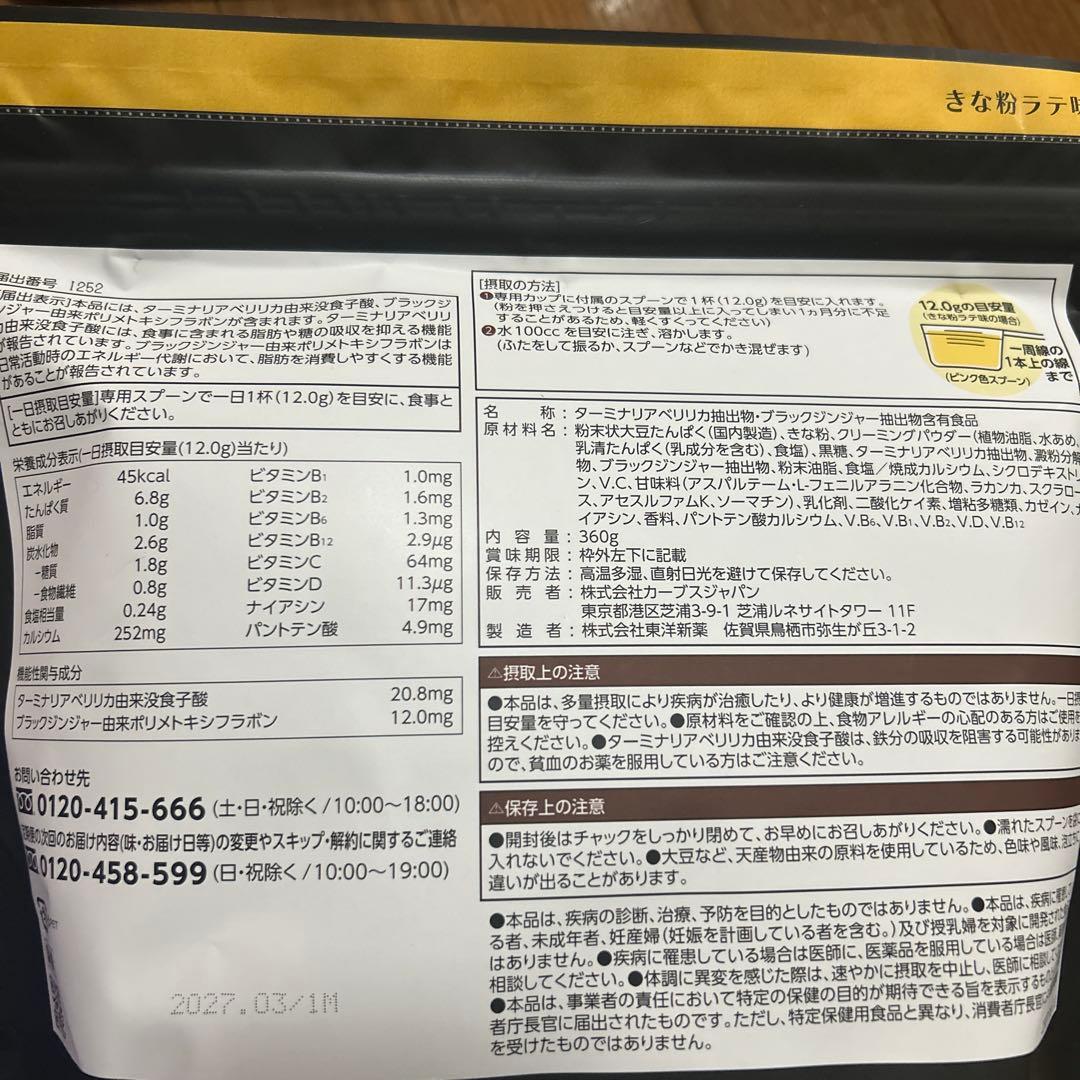 きな粉ラテ味
届出番号 I252
[届出表示]本品には、ターミナリアベリリカ由来没食子酸、ブラックジ
ンジャー由来ポリメトキシフラボンが含まれます。ターミナリアベリリ
カ由来没食子酸には、食事に含まれる脂肪や糖の吸収を抑える機能
が報告されています。ブラックジンジャー由来ポリメトキシフラボンは
日常活動時のエネルギー代謝において、脂肪を消費しやすくする機能
があることが報告されています。
[一日摂取目安量]専用スプーンで一日1杯(12.0g)を目安に、食事と
ともにお召しあがりください。
栄養成分表示(一日摂取目安量(12.0g)当たり)
エネルギー 45kcal ビタミンB1 1.0mg
たんぱく質 6.8g ビタミンB2 1.6mg
脂質 1.0g ビタミンB6 1.3mg
炭水化物 2.6g ビタミンB12 2.9μg
−糖質 1.8g ビタミンC 64mg
−食物繊維 0.8g ビタミンD 11.3μg
食塩相当量 0.24g ナイアシン 17mg
カルシウム 252mg パントテン酸 4.9mg
機能性関与成分
ターミナリアベリリカ由来没食子酸 20.8mg
ブラックジンジャー由来ポリメトキシフラボン 12.0mg
お問い合わせ先
0120-415-666 (土・日・祝除く/10:00〜18:00)
定期便の次回のお届け内容(味・お届け日等)の変更やスキップ・解約に関するご連絡
0120-458-599 (日・祝除く/10:00〜19:00)
2027.03/1M
[摂取の方法]
❶専用カップに付属のスプーンで1杯(12.0g)を目安に入れます。
(粉を押さえつけると目安量以上に入ってしまい1ヵ月分に不足
することがあるため、軽くすくってください)
❷水100ccを目安に注ぎ、溶かします。
(ふたをして振るか、スプーンなどでかき混ぜます)
12.0gの目安量
(きな粉ラテ味の場合)
一周線の
1本上の線
まで
(ピンク色スプーン)
名称:ターミナリアベリリカ抽出物・ブラックジンジャー抽出物含有食品
原材料名:粉末状大豆たんぱく(国内製造)、きな粉、クリーミングパウダー(植物油脂、水あめ、
乳清たんぱく(乳成分を含む)、食塩)、黒糖、ターミナリアベリリカ抽出物、澱粉分解
物、ブラックジンジャー抽出物、粉末油脂、食塩/焼成カルシウム、シクロデキストリ
ン、V.C、甘味料(アスパルテーム・L-フェニルアラニン化合物、ラカンカ、スクラロー
ス、アセスルファムK、ソーマチン)、乳化剤、二酸化ケイ素、増粘多糖類、カゼイン、ナ
イアシン、香料、パントテン酸カルシウム、V.B6、V.B1、V.B2、V.D、V.B12
内容量:360g
賞味期限:枠外左下に記載
保存方法:高温多湿、直射日光を避けて保存してください。
販売者:株式会社カーブスジャパン
東京都港区芝浦3-9-1 芝浦ルネサイトタワー 11F
製造者:株式会社東洋新薬 佐賀県鳥栖市弥生が丘3-1-2
⚠摂取上の注意
●本品は、多量摂取により疾病が治癒したり、より健康が増進するものではありません。一日摂
目安量を守ってください。●原材料をご確認の上、食物アレルギーの心配のある方はご使用を
控えください。●ターミナリアベリリカ由来没食子酸は、鉄分の吸収を阻害する可能性がありま
ので、貧血のお薬を服用している方はご注意ください。
⚠保存上の注意
●開封後はチャックをしっかり閉めて、お早めにお召しあがりください。●濡れたスプーンを
入れないでください。●大豆など、天産物由来の原料を使用しているため、色味や風味、泡立ち
違いが出ることがあります。
●本品は、疾病の診断、治療、予防を目的としたものではありません。●本品は、疾病に罹患し
る者、未成年者、妊産婦(妊娠を計画している者を含む。)及び授乳婦を対象に開発され
はありません。●疾病に罹患している場合は医師に、医薬品を服用している場合は医師、
相談してください。●体調に異変を感じた際は、速やかに摂取を中止し、医師に相談して
●本品は、事業者の責任において特定の保健の目的が期待できる旨を表示するもの
者庁長官に届出されたものです。ただし、特定保健用食品と異なり、消費者庁長官に
を受けたものではありません。